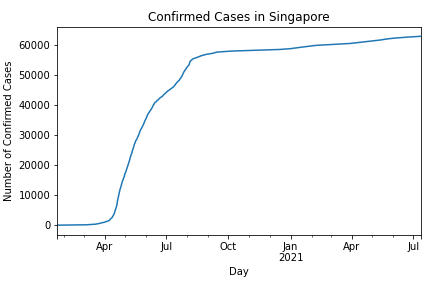 Confirmed Cases in Singapore
Number of Confirmed Cases
60000
50000
40000
30000
20000
10000
0
Apr
Jul
Oct
Jan
2021
Apr
Jul
Day